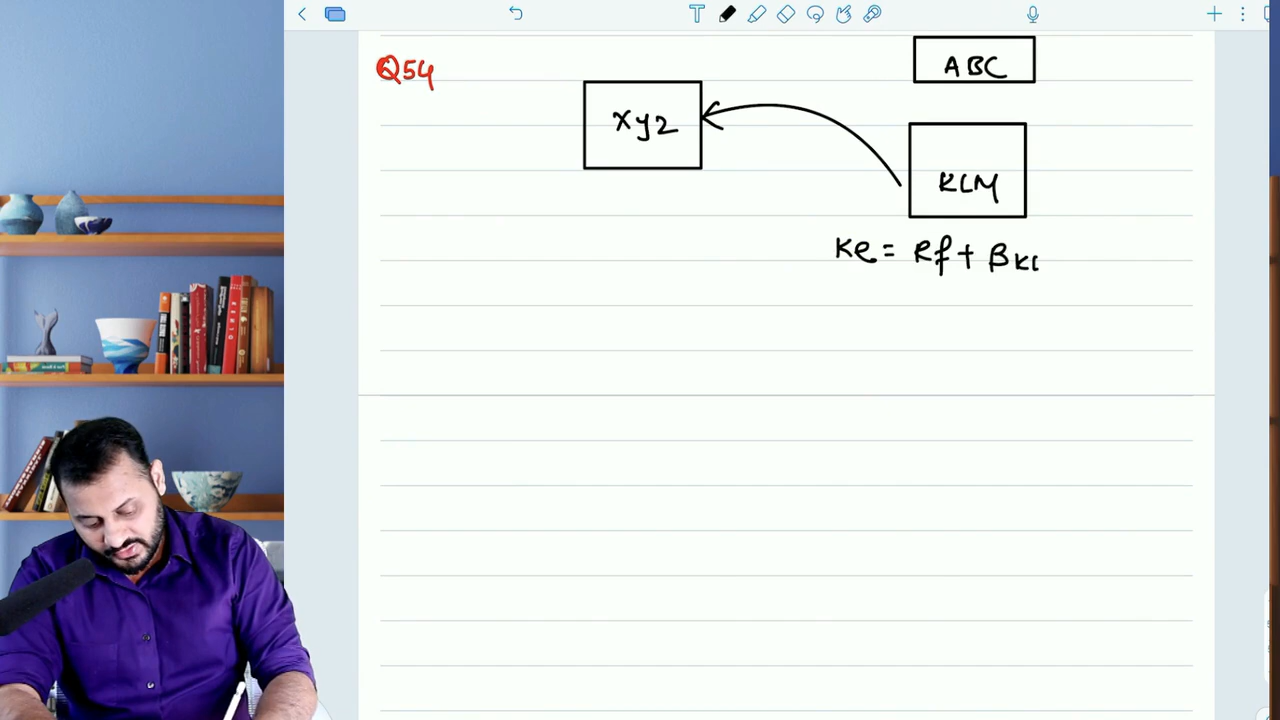 Q54
ABC
xyz
KLM
Ke = Rf + βKL